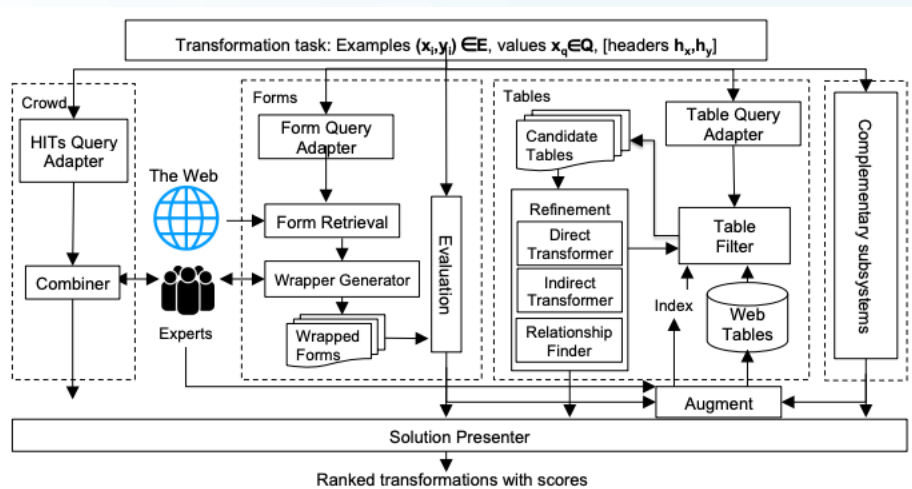 Transformation task: Examples (xᵢ,yᵢ) ∈E, values x_q∈Q, [headers hₓ,h_y]
Crowd
HITs Query
Adapter
Combiner
The Web
Experts
Forms
Form Query
Adapter
Form Retrieval
Wrapper Generator
Wrapped
Forms
Evaluation
Tables
Candidate
Tables
Refinement
Direct
Transformer
Indirect
Transformer
Relationship
Finder
Table Query
Adapter
Table
Filter
Index
Web
Tables
Complementary subsystems
Augment
Solution Presenter
Ranked transformations with scores